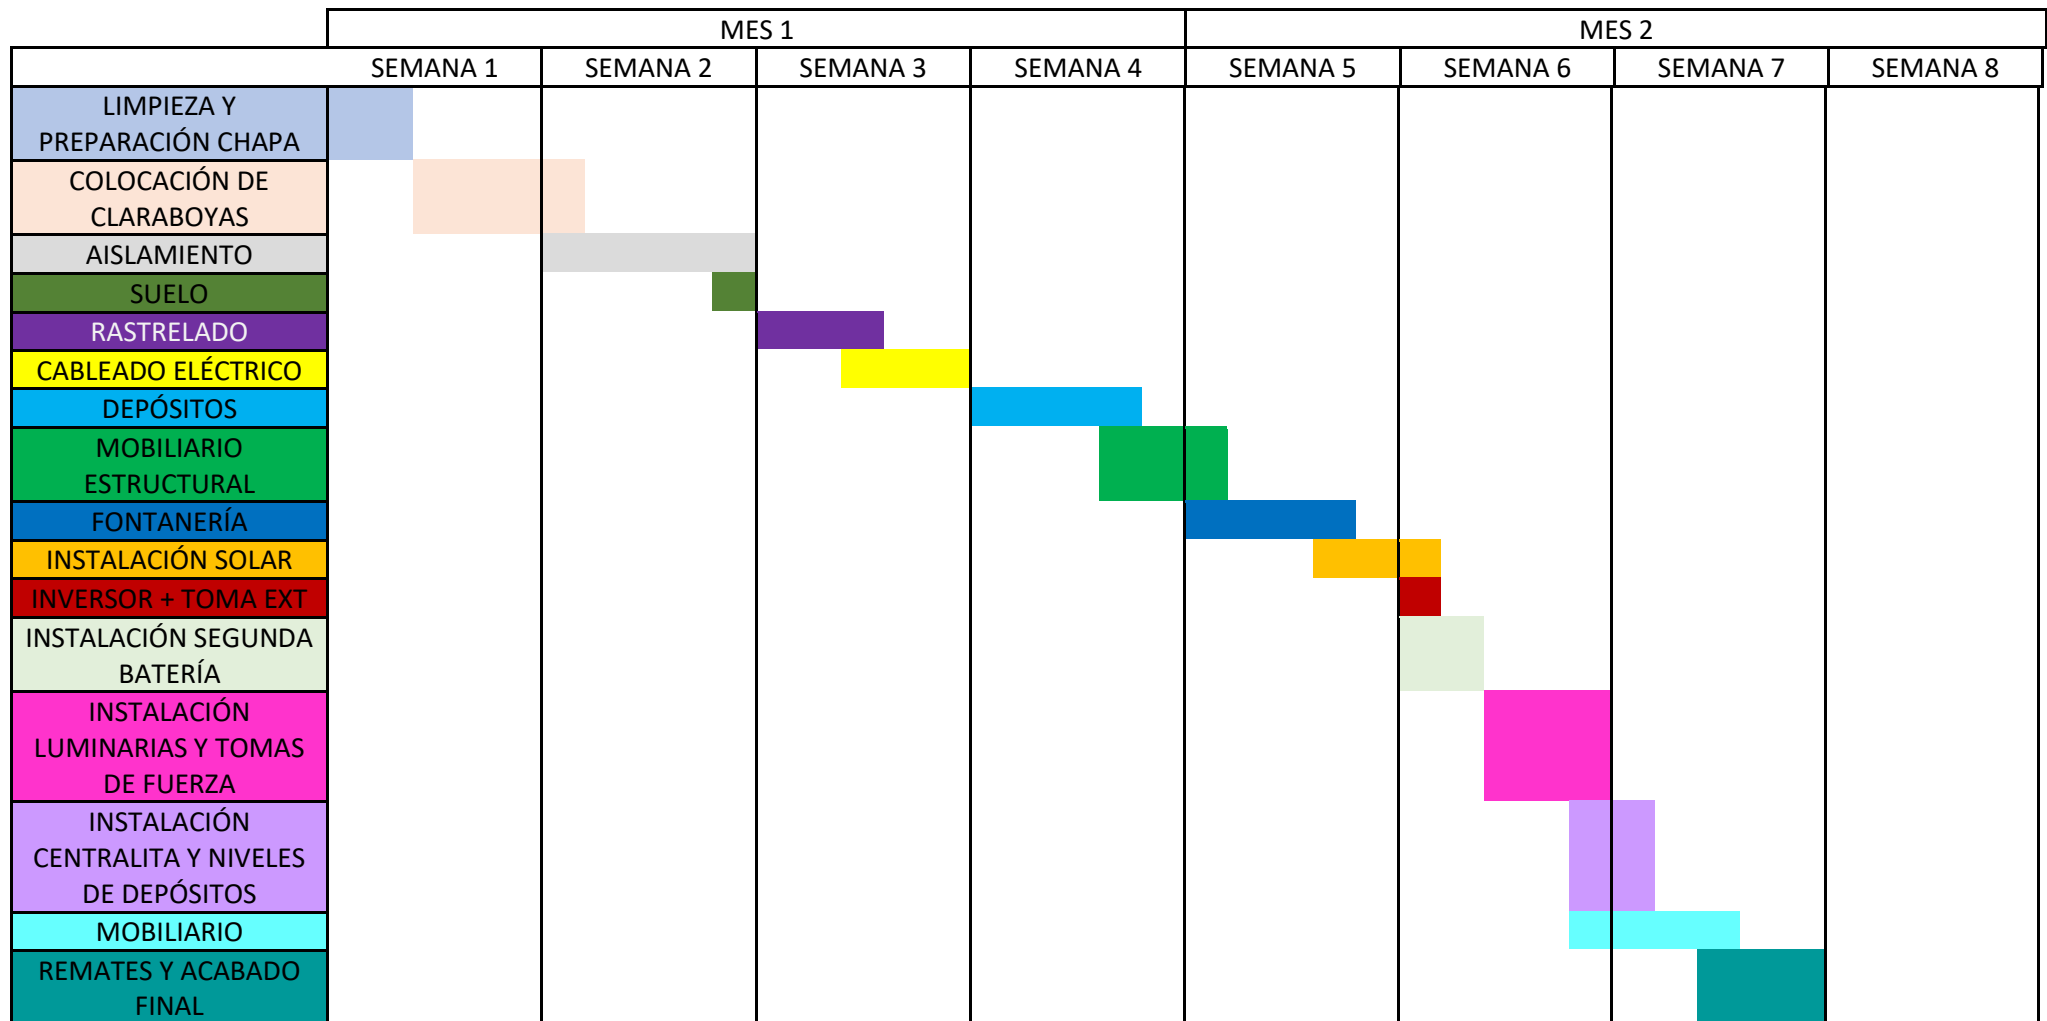 MES 1
MES 2
SEMANA 1
SEMANA 2
SEMANA 3
SEMANA 4
SEMANA 5
SEMANA 6
SEMANA 7
SEMANA 8
LIMPIEZA Y
PREPARACIÓN CHAPA
COLOCACIÓN DE
CLARABOYAS
AISLAMIENTO
SUELO
RASTRELADO
CABLEADO ELÉCTRICO
DEPÓSITOS
MOBILIARIO
ESTRUCTURAL
FONTANERÍA
INSTALACIÓN SOLAR
INVERSOR + TOMA EXT
INSTALACIÓN SEGUNDA
BATERÍA
INSTALACIÓN
LUMINARIAS Y TOMAS
DE FUERZA
INSTALACIÓN
CENTRALITA Y NIVELES
DE DEPÓSITOS
MOBILIARIO
REMATES Y ACABADO
FINAL